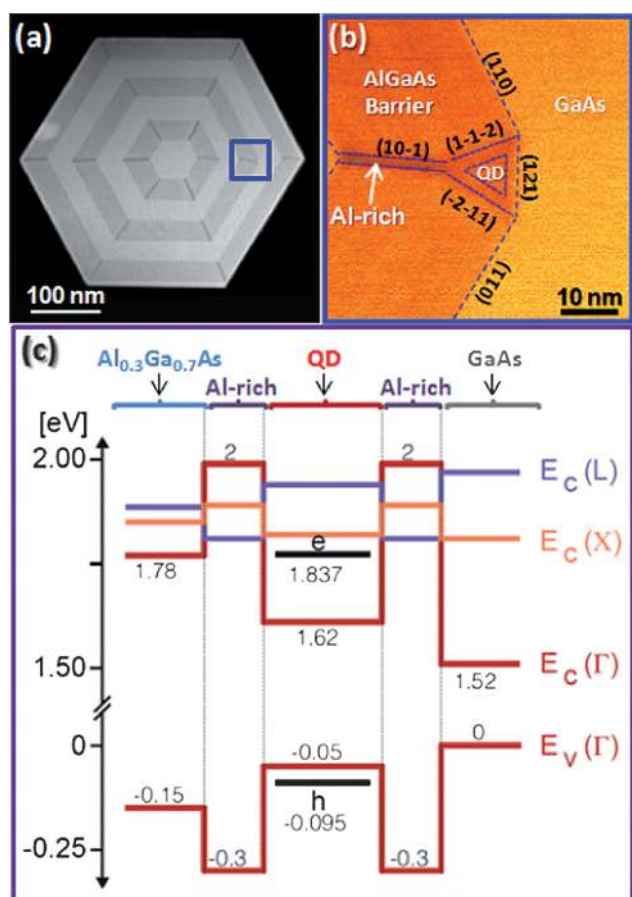 (a)
100 nm
(b)
AlGaAs
Barrier
(110)
GaAs
(10-1)
(1-1-2)
QD
(121)
Al-rich
(-2-11)
(011)
10 nm
(c)
Al0.3Ga0.7As
QD
GaAs
Al-rich
Al-rich
[eV]
2.00
2
2
Ec(L)
Ec(X)
e
1.78
1.837
1.62
1.50
1.52
Ec(Γ)
0
0
Ev(Γ)
-0.05
-0.15
h
-0.095
-0.25
-0.3
-0.3